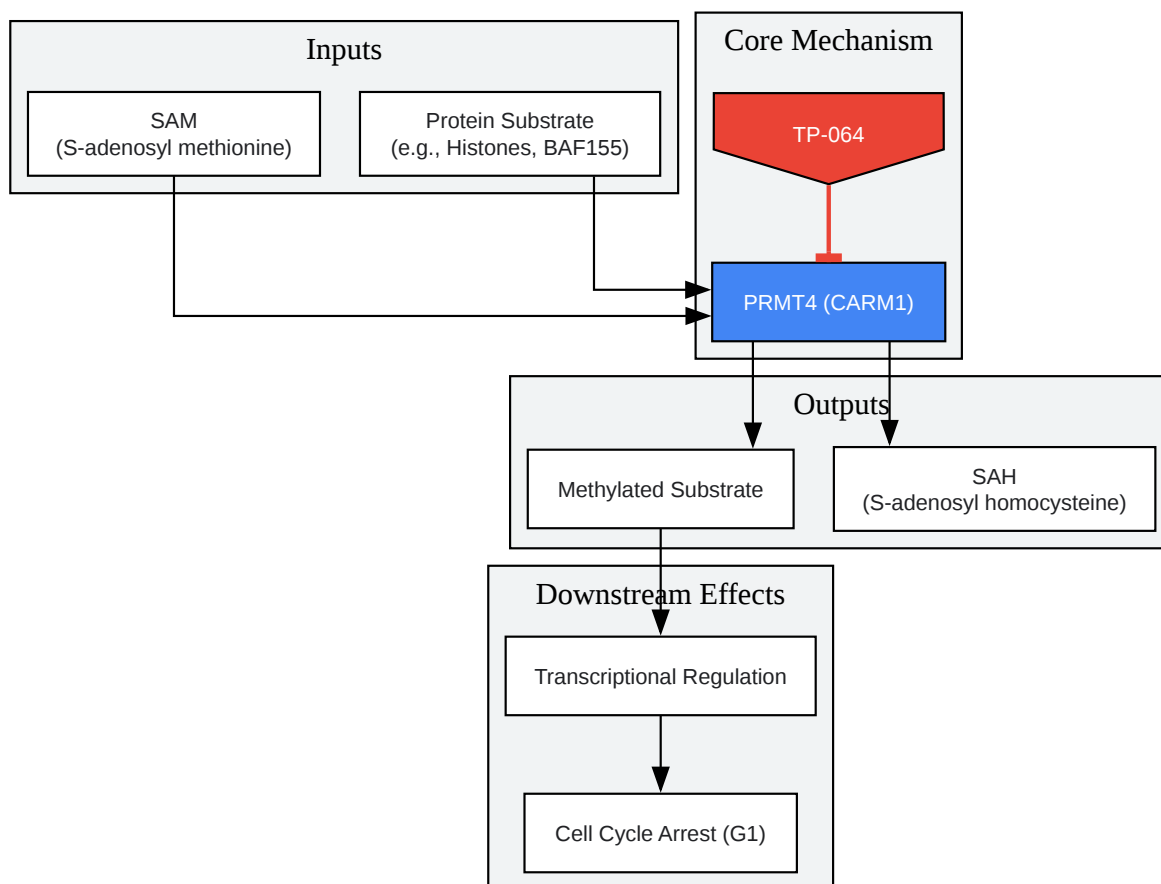 Inputs
SAM
(S-adenosyl methionine)
Protein Substrate
(e.g., Histones, BAF155)
Core Mechanism
TP-064
PRMT4 (CARM1)
Outputs
Methylated Substrate
SAH
(S-adenosyl homocysteine)
Downstream Effects
Transcriptional Regulation
Cell Cycle Arrest (G1)